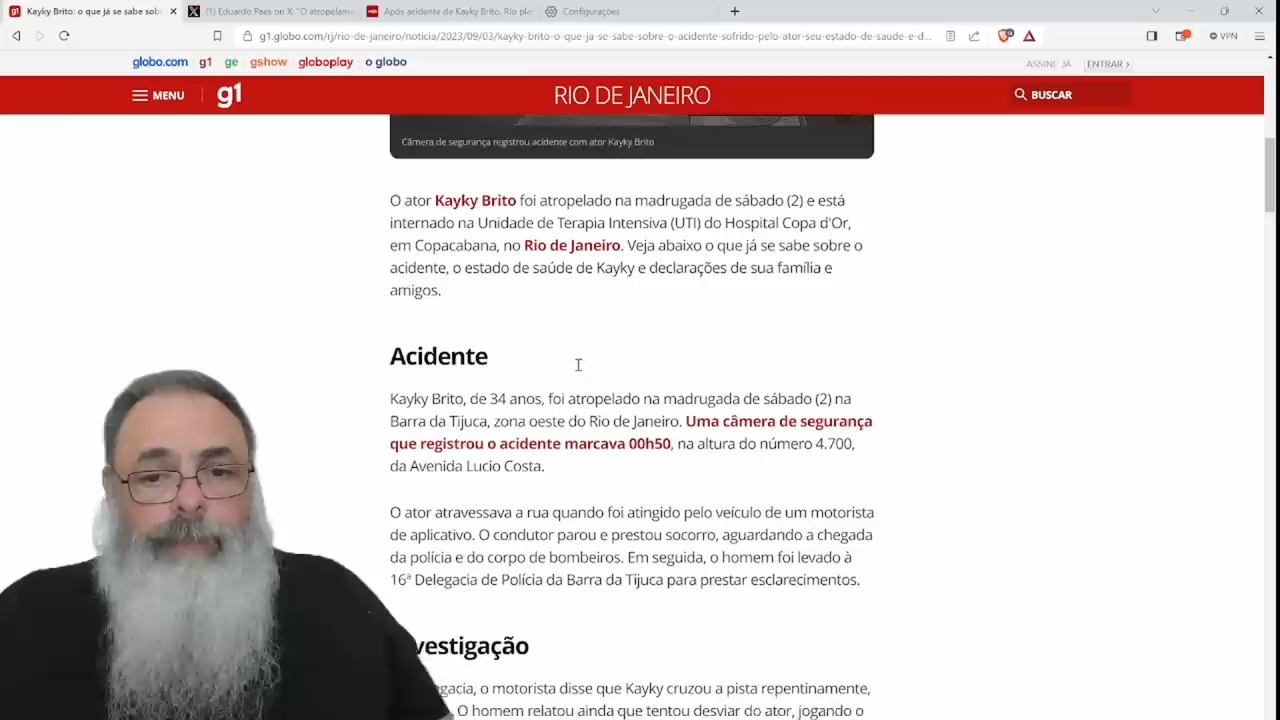 Kayky Brito: o que já se sabe sob
(1) Eduardo Paes on X: "O atropelam
Após acidente de Kayky Brito, Rio pla
Configurações
g1.globo.com/rj/rio-de-janeiro/noticia/2023/09/03/kayky-brito-o-que-ja-se-sabe-sobre-o-acidente-sofrido-pelo-ator-seu-estado-de-saude-e-d...
VPN
globo.com g1 ge gshow globoplay o globo
ASSINE JÁ
ENTRAR ›
MENU
g1
RIO DE JANEIRO
BUSCAR
Câmera de segurança registrou acidente com ator Kayky Brito
O ator Kayky Brito foi atropelado na madrugada de sábado (2) e está
internado na Unidade de Terapia Intensiva (UTI) do Hospital Copa d'Or,
em Copacabana, no Rio de Janeiro. Veja abaixo o que já se sabe sobre o
acidente, o estado de saúde de Kayky e declarações de sua família e
amigos.
Acidente
Kayky Brito, de 34 anos, foi atropelado na madrugada de sábado (2) na
Barra da Tijuca, zona oeste do Rio de Janeiro. Uma câmera de segurança
que registrou o acidente marcava 00h50, na altura do número 4.700,
da Avenida Lucio Costa.
O ator atravessava a rua quando foi atingido pelo veículo de um motorista
de aplicativo. O condutor parou e prestou socorro, aguardando a chegada
da polícia e do corpo de bombeiros. Em seguida, o homem foi levado à
16ª Delegacia de Polícia da Barra da Tijuca para prestar esclarecimentos.
vestigação
egacia, o motorista disse que Kayky cruzou a pista repentinamente,
O homem relatou ainda que tentou desviar do ator, jogando o